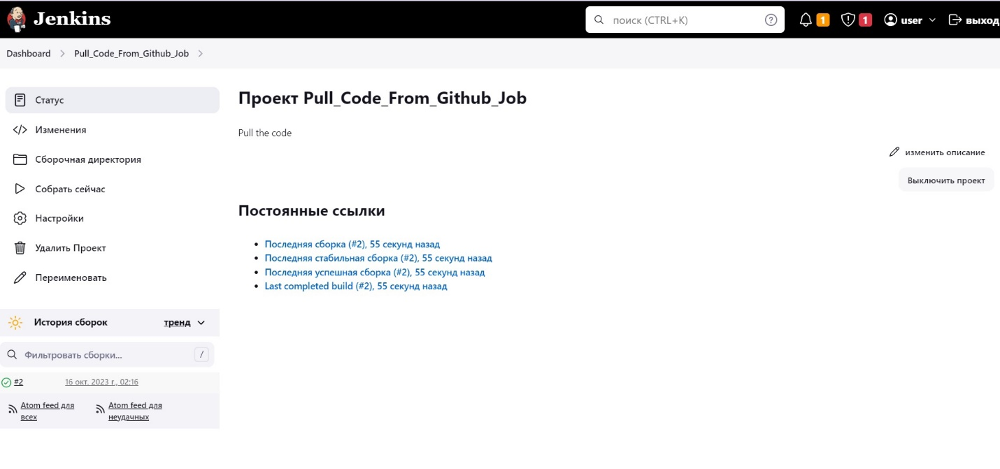 Jenkins
поиск (CTRL+K)
1
1
user
выход
Dashboard
Pull_Code_From_Github_Job
Статус
Изменения
Сборочная директория
Собрать сейчас
Настройки
Удалить Проект
Переименовать
История сборок
тренд
Фильтровать сборки...
/
#2
16 окт. 2023 г., 02:16
Atom feed для
всех
Atom feed для
неудачных
Проект Pull_Code_From_Github_Job
Pull the code
изменить описание
Выключить проект
Постоянные ссылки
Последняя сборка (#2), 55 секунд назад
Последняя стабильная сборка (#2), 55 секунд назад
Последняя успешная сборка (#2), 55 секунд назад
Last completed build (#2), 55 секунд назад